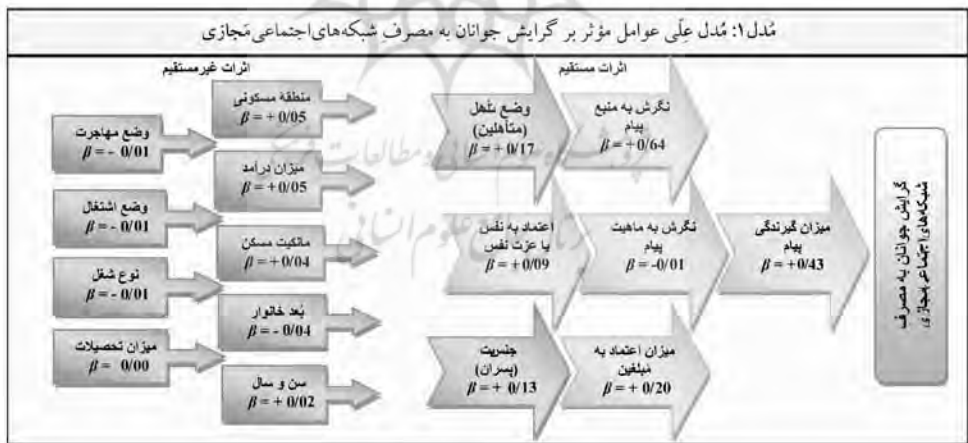 مُدل ۱: مُدل عِلّی عوامل مؤثر بر گرایش جوانان به مصرفِ شبکه‌های اجتماعی مَجازی
اثرات مستقیم
اثرات غیرمستقیم
گرایش جوانان به مصرف
شبکه‌های اجتماعی مجازی
نگرش به منبع
پیام
β = +0/64
وضع تأهل
(متأهلین)
β = +0/17
میزان گیرندگی
پیام
β = +0/43
نگرش به ماهیت
پیام
β = -0/01
اعتماد به نفس
یا عزت نفس
β = +0/09
میزان اعتماد به
مبلغین
β = + 0/20
جنسیت
(پسران)
β = + 0/13
منطقه مسکونی
β = + 0/05
میزان درآمد
β = +0/05
مالکیت مسکن
β = +0/04
بُعد خانوار
β = - 0/04
سن و سال
β = + 0/02
وضع مهاجرت
β = - 0/01
وضع اشتغال
β = - 0/01
نوع شغل
β = - 0/01
میزان تحصیلات
β = 0/00